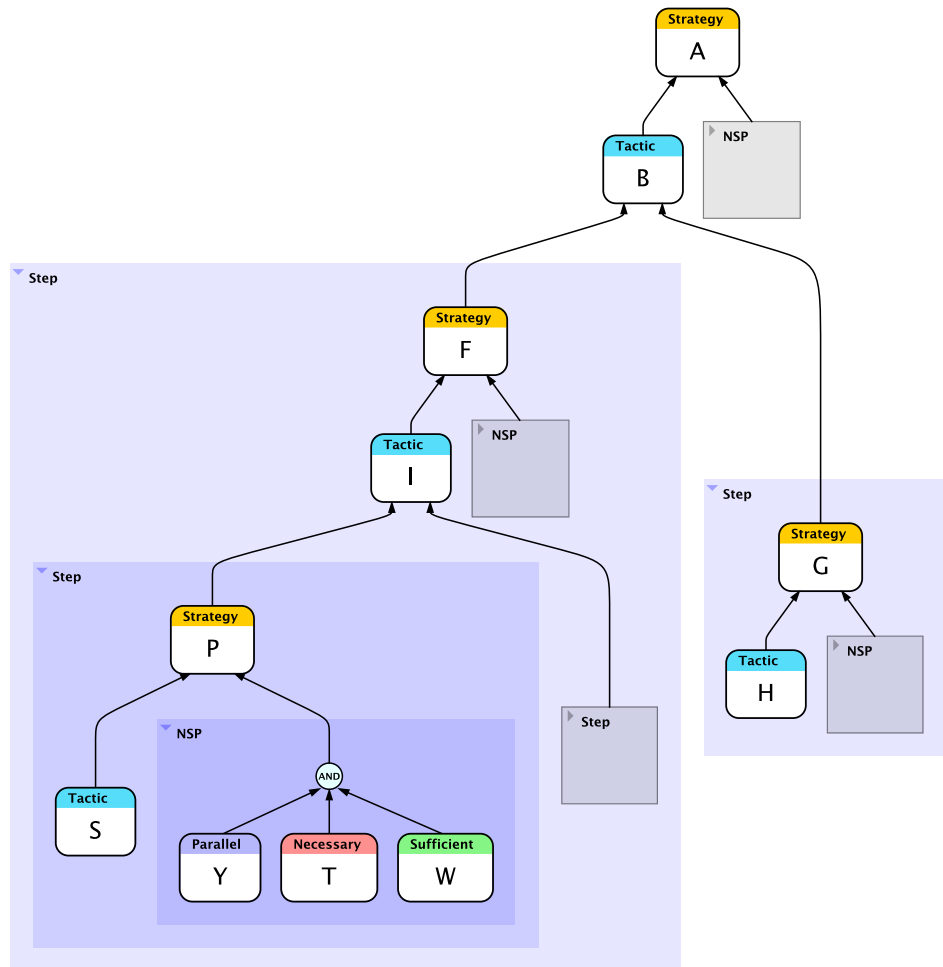 Strategy
A
NSP
Tactic
B
Step
Strategy
F
NSP
Tactic
I
Step
Strategy
G
Step
Strategy
P
Tactic
H
NSP
Step
NSP
AND
Tactic
S
Parallel
Y
Necessary
T
Sufficient
W